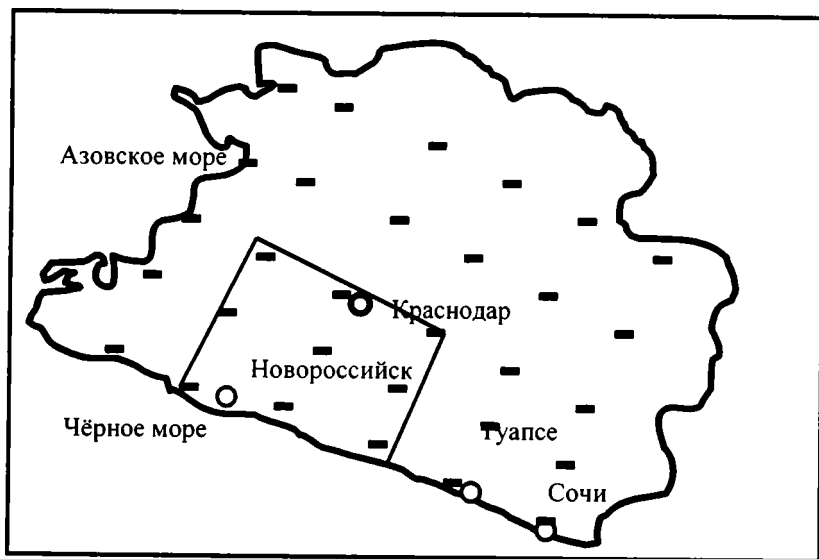 Азовское море
Краснодар
Новороссийск
Чёрное море
Туапсе
Сочи